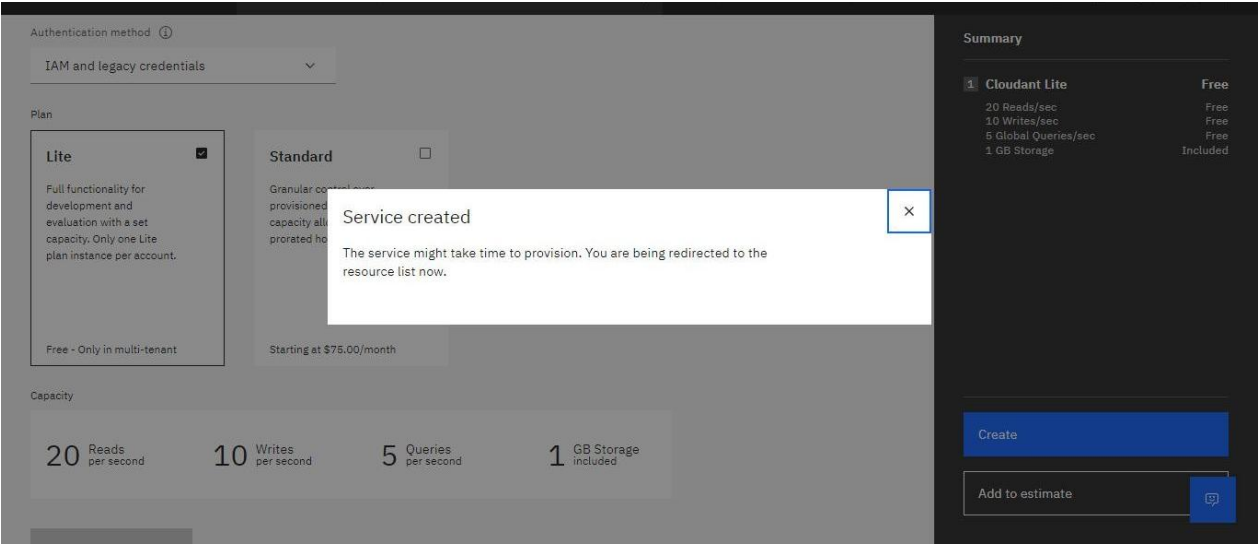 Authentication method
IAM and legacy credentials
Plan
Lite
Full functionality for
development and
evaluation with a set
capacity. Only one Lite
plan instance per account.
Free - Only in multi-tenant
Standard
Granular control over
provisioned
capacity
prorated
Starting at $75.00/month
Service created
The service might take time to provision. You are being redirected to the
resource list now.
Capacity
20 Reads
per second
10 Writes
per second
5 Queries
per second
1 GB Storage
included
Summary
1 Cloudant Lite Free
20 Reads/sec Free
10 Writes/sec Free
5 Global Queries/sec Free
1 GB Storage Included
Create
Add to estimate